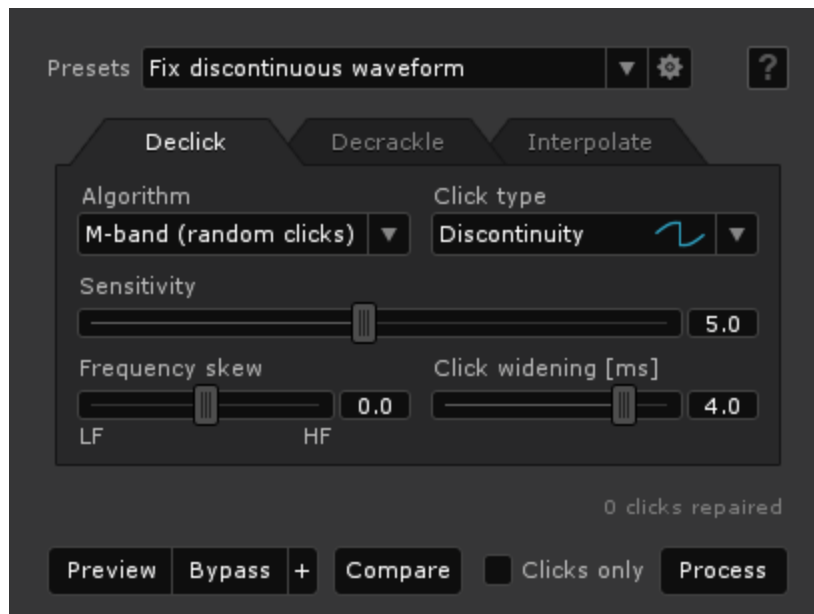 Presets Fix discontinuous waveform ?
Declick Decrackle Interpolate
Algorithm Click type
M-band (random clicks) Discontinuity
Sensitivity
5.0
Frequency skew Click widening [ms]
0.0 4.0
LF HF
0 clicks repaired
Preview Bypass + Compare Clicks only Process